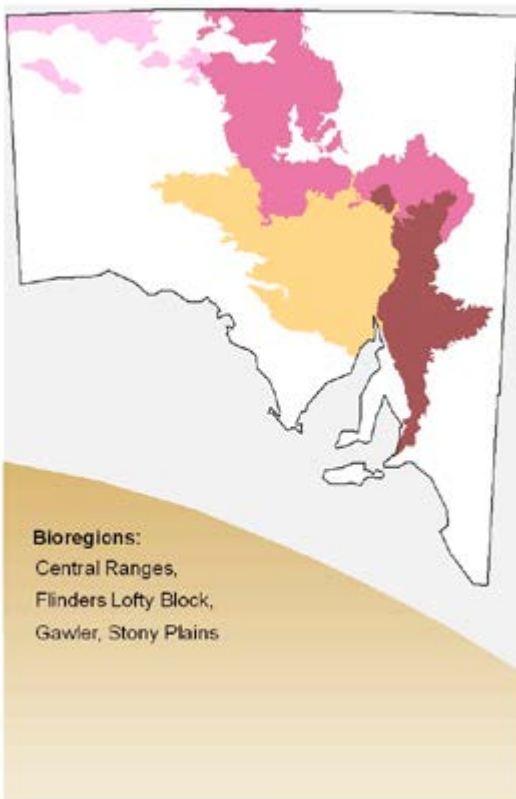 Bioregions:
Central Ranges,
Flinders Lofty Block,
Gawler, Stony Plains